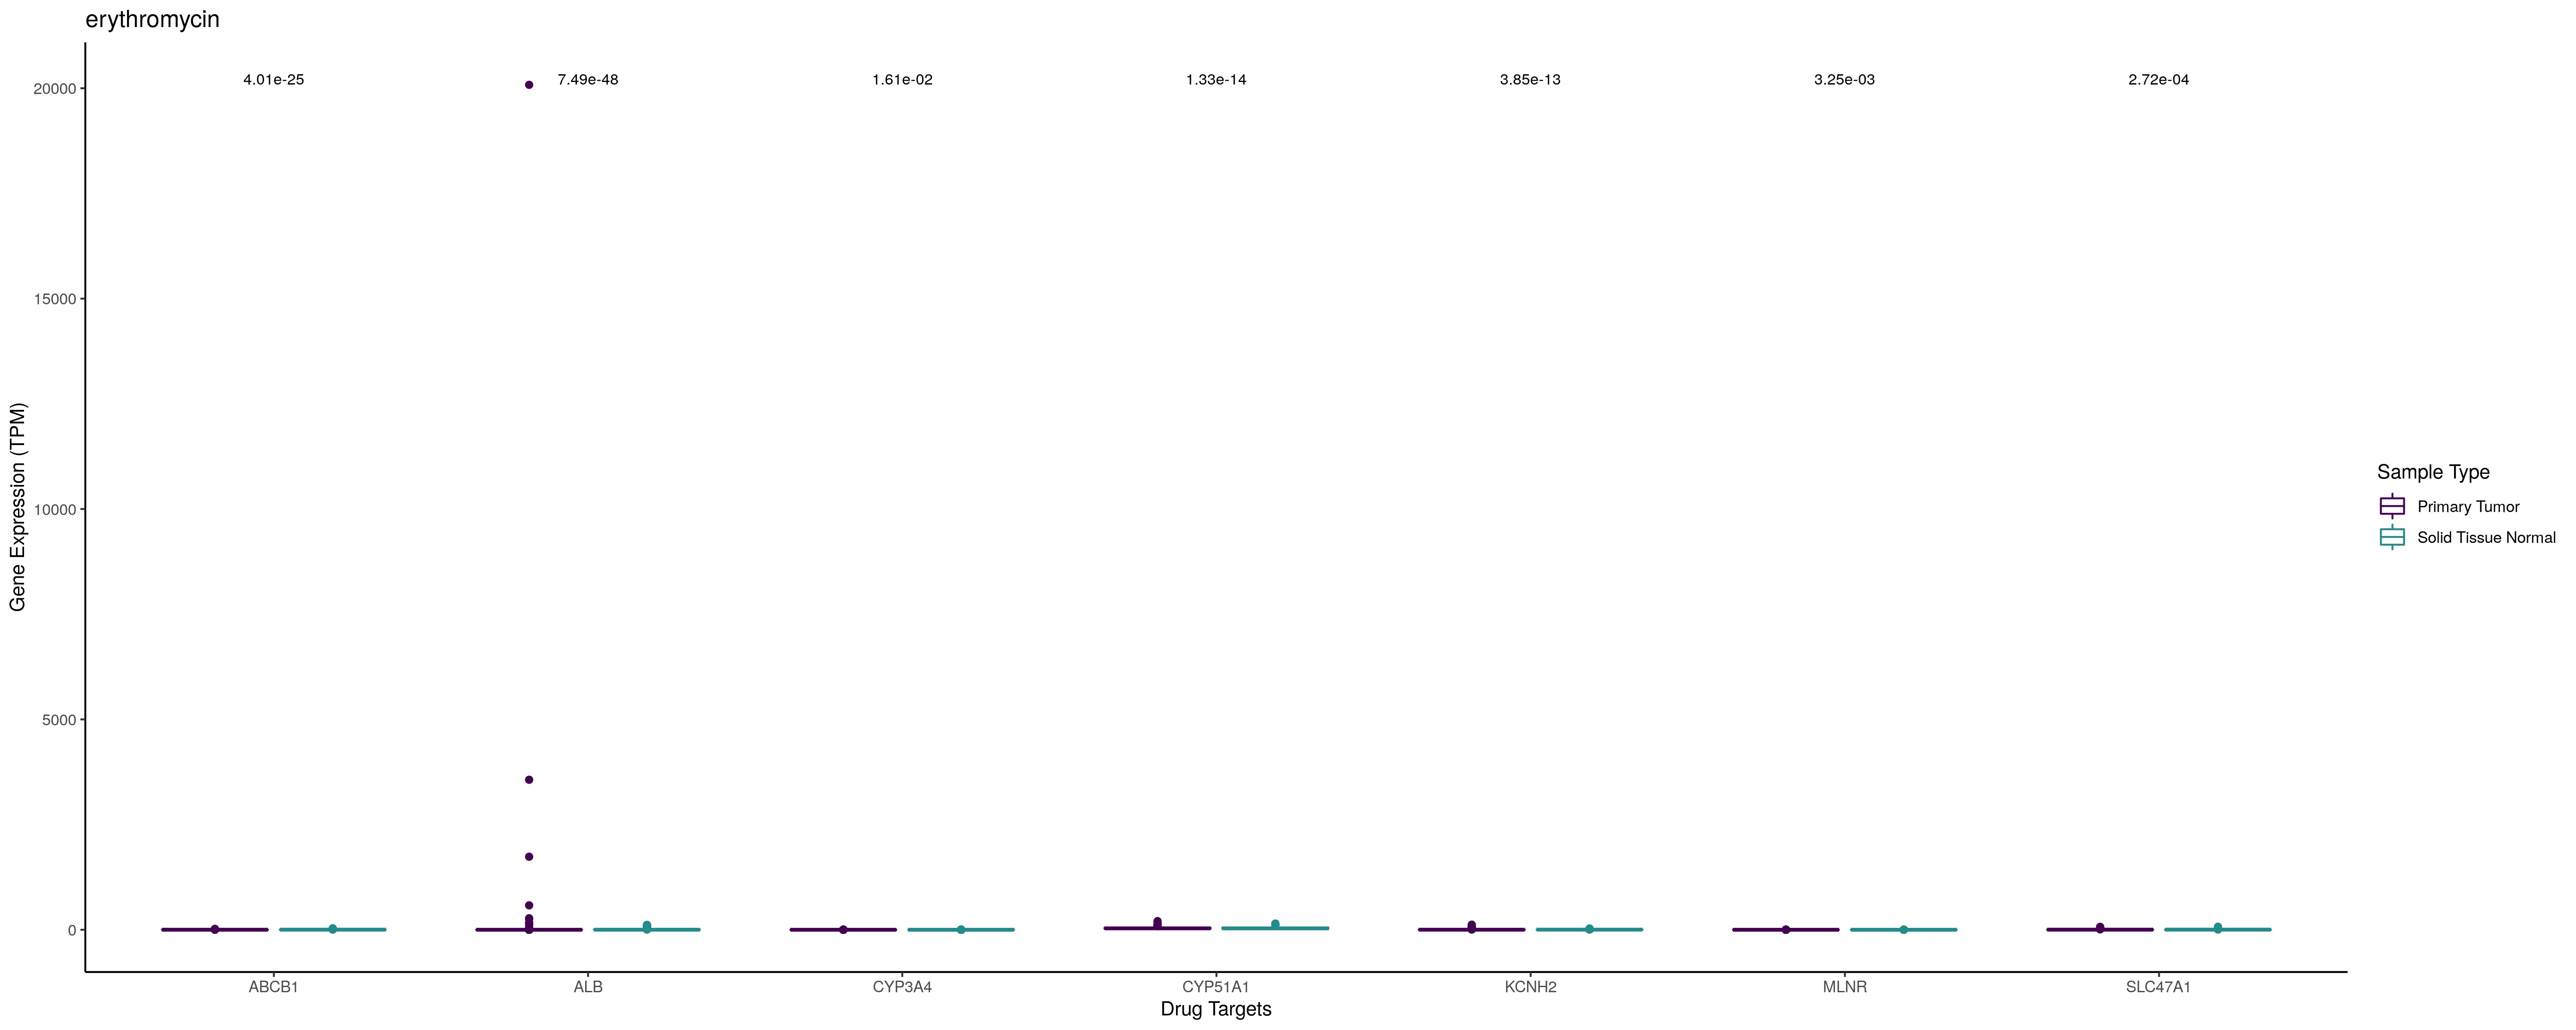 erythromycin
4.01e-25
7.49e-48
1.61e-02
1.33e-14
3.85e-13
3.25e-03
2.72e-04
20000
15000
10000
5000
0
Gene Expression (TPM)
ABCB1
ALB
CYP3A4
CYP51A1
KCNH2
MLNR
SLC47A1
Drug Targets
Sample Type
Primary Tumor
Solid Tissue Normal